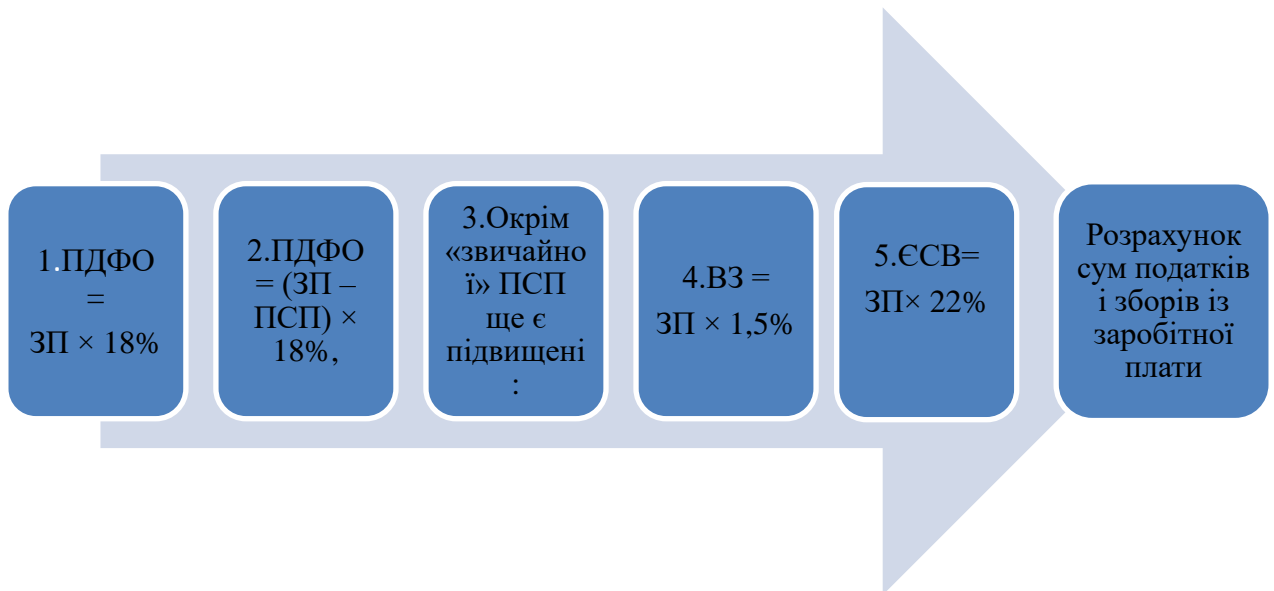 1.ПДФО
=
ЗП × 18%
2.ПДФО
= (ЗП –
ПСП) ×
18%,
3.Окрім
«звичайно
ї» ПСП
ще є
підвищені
:
4.ВЗ =
ЗП × 1,5%
5.ЄСВ=
ЗП× 22%
Розрахунок
сум податків
і зборів із
заробітної
плати